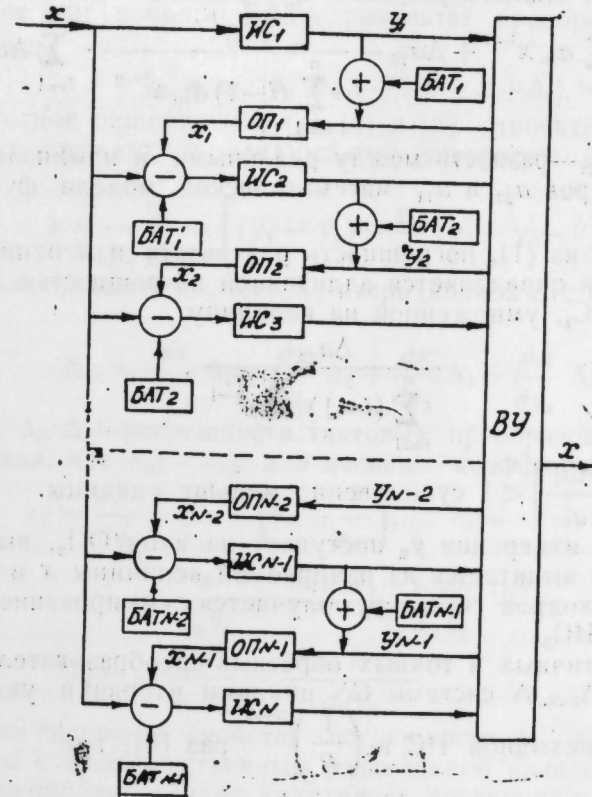 x
ИС1
y1
+
БАТ1
ОП1
x1
−
ИС2
БАТ'1
+
БАТ2
y2
ОП2
x2
ИС3
БАТ2
ВУ
x
yN-2
ОПN-2
xN-2
−
ИСN-1
БАТN-2
+
БАТN-1
yN-1
ОПN-1
xN-1
−
ИСN
БАТN-1